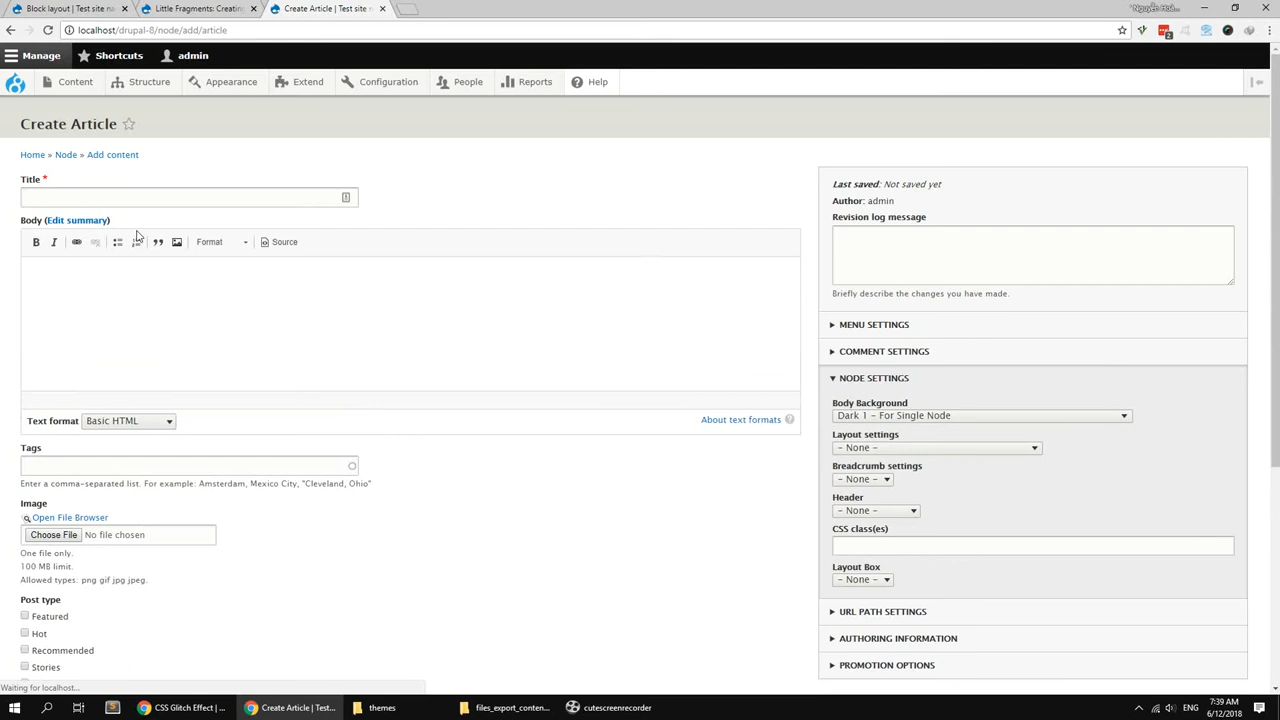 Block layout | Test site na
Little Fragments: Creatin
Create Article | Test site n
localhost/drupal-8/node/add/article
2
Manage
Shortcuts
admin
Content
Structure
Appearance
Extend
Configuration
People
Reports
Help
Create Article
Home » Node » Add content
Title *
Body (Edit summary)
B I Format Source
Text format Basic HTML
About text formats ?
Tags
Enter a comma-separated list. For example: Amsterdam, Mexico City, "Cleveland, Ohio"
Image
Open File Browser
Choose File No file chosen
One file only.
100 MB limit.
Allowed types: png gif jpg jpeg.
Post type
Featured
Hot
Recommended
Stories
Last saved: Not saved yet
Author: admin
Revision log message
Briefly describe the changes you have made.
MENU SETTINGS
COMMENT SETTINGS
NODE SETTINGS
Body Background
Dark 1 - For Single Node
Layout settings
- None -
Breadcrumb settings
- None -
Header
- None -
CSS class(es)
Layout Box
- None -
URL PATH SETTINGS
AUTHORING INFORMATION
PROMOTION OPTIONS
Waiting for localhost...
CSS Glitch Effect | ...
Create Article | Test...
themes
files_export_conten...
cutescreenrecorder
ENG
7:39 AM
6/12/2018